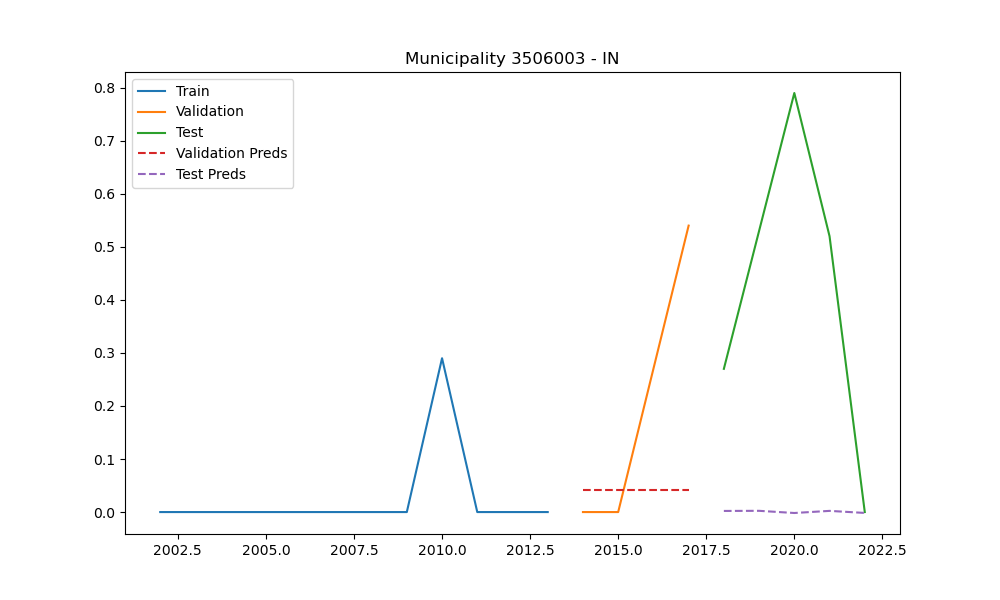 Municipality 3506003 - IN
Train
Validation
Test
Validation Preds
Test Preds
0.8
0.7
0.6
0.5
0.4
0.3
0.2
0.1
0.0
2002.5 2005.0 2007.5 2010.0 2012.5 2015.0 2017.5 2020.0 2022.5